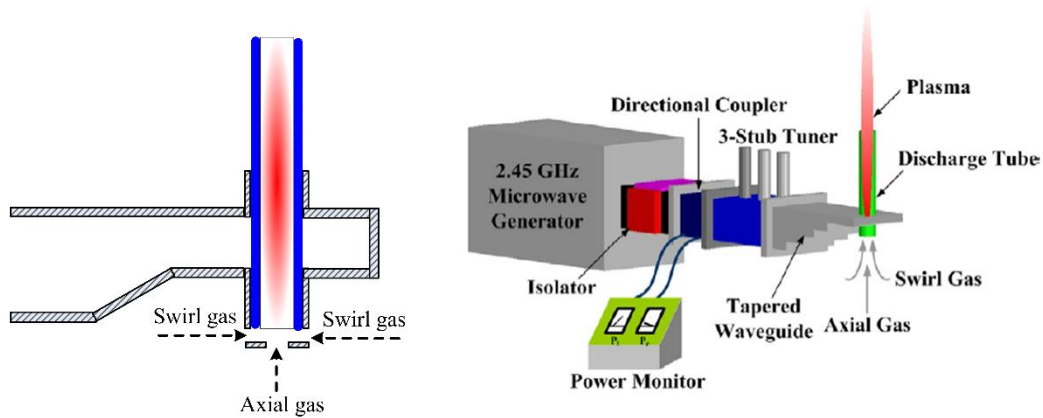 Swirl gas
Swirl gas
Axial gas
Directional Coupler
Plasma
3-Stub Tuner
2.45 GHz
Microwave
Generator
Discharge Tube
Isolator
Swirl Gas
Tapered
Waveguide
Axial Gas
Power Monitor